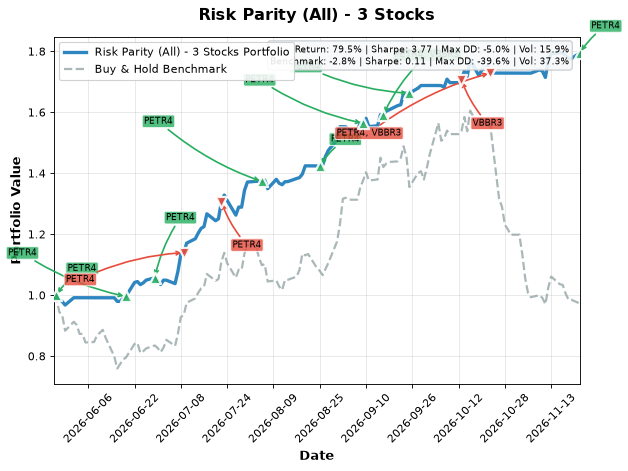 Risk Parity (All) - 3 Stocks
PETR4
Risk Parity (All) - 3 Stocks Portfolio
Buy & Hold Benchmark
Return: 79.5% | Sharpe: 3.77 | Max DD: -5.0% | Vol: 15.9%
Benchmark: -2.8% | Sharpe: 0.11 | Max DD: -39.6% | Vol: 37.3%
1.8
1.6
1.4
1.2
1.0
0.8
Portfolio Value
PETR4
VBBR3
PETR4, VBBR3
PETR4
PETR4
PETR4
PETR4
PETR4
PETR4
2026-06-06
2026-06-22
2026-07-08
2026-07-24
2026-08-09
2026-08-25
2026-09-10
2026-09-26
2026-10-12
2026-10-28
2026-11-13
Date